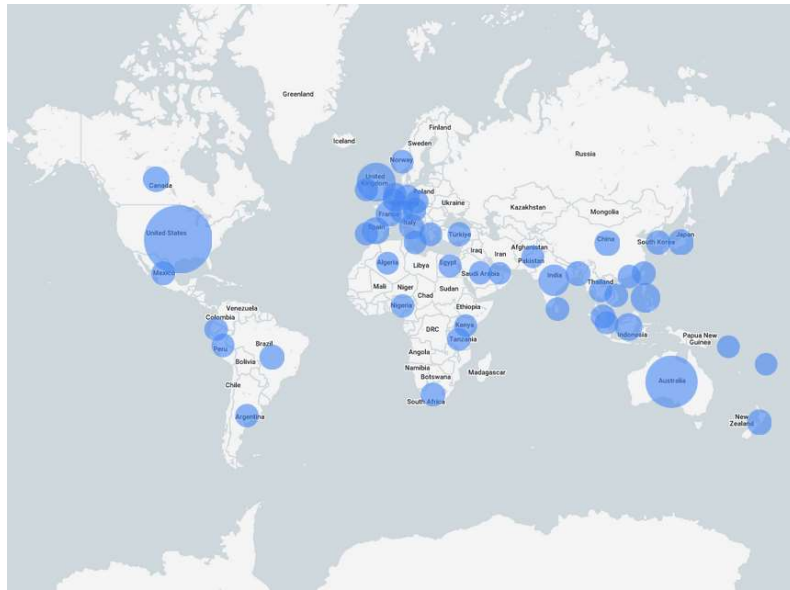 Greenland
Iceland
Finland
Sweden
Norway
Russia
United
Kingdom
Poland
Canada
Ukraine
Kazakhstan
Mongolia
France
Italy
Spain
United States
Türkiye
China
South Korea
Japan
Afghanistan
Iraq
Iran
Pakistan
Algeria
Libya
Egypt
Saudi Arabia
India
Mexico
Thailand
Mali
Niger
Chad
Sudan
Nigeria
Ethiopia
Venezuela
Colombia
Kenya
DRC
Tanzania
Indonesia
Papua New
Guinea
Peru
Brazil
Bolivia
Angola
Namibia
Botswana
Madagascar
Australia
Chile
South Africa
Argentina
New
Zealand